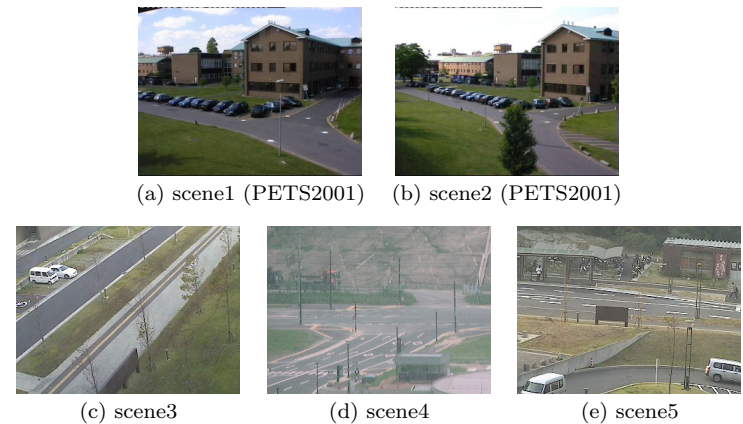 (a) scene1 (PETS2001)
(b) scene2 (PETS2001)
(c) scene3
(d) scene4
(e) scene5